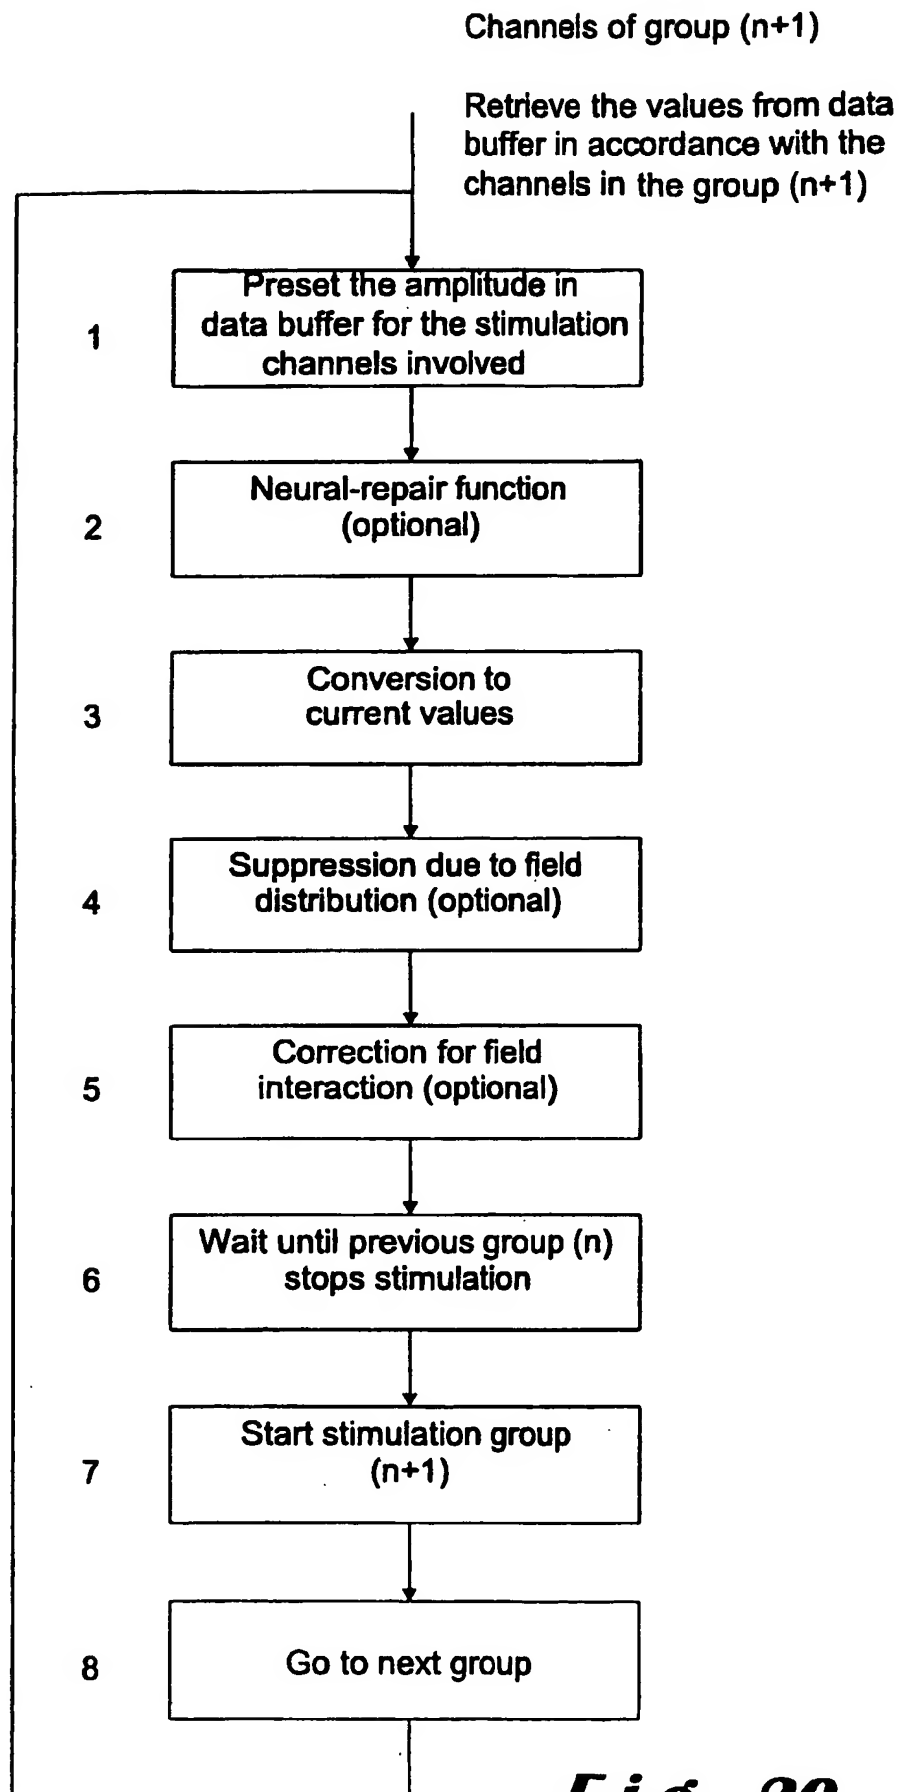 Channels of group (n+1)
Retrieve the values from data
buffer in accordance with the
channels in the group (n+1)
1
Preset the amplitude in
data buffer for the stimulation
channels involved
2
Neural-repair function
(optional)
3
Conversion to
current values
4
Suppression due to field
distribution (optional)
5
Correction for field
interaction (optional)
6
Wait until previous group (n)
stops stimulation
7
Start stimulation group
(n+1)
8
Go to next group